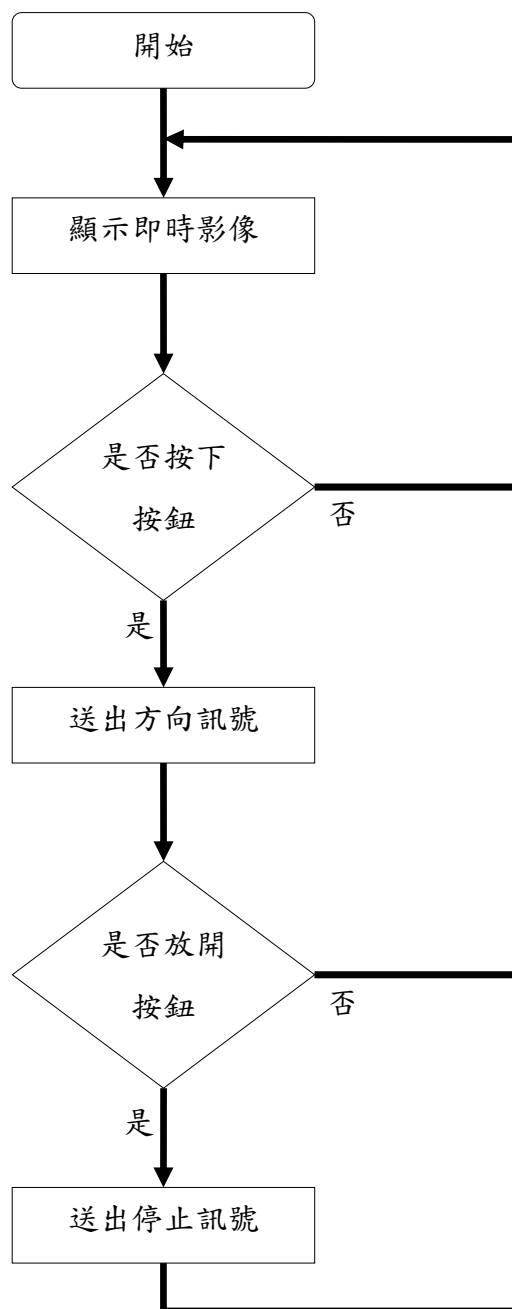 開始
顯示即時影像
是否按下
按鈕
否
是
送出方向訊號
是否放開
按鈕
否
是
送出停止訊號